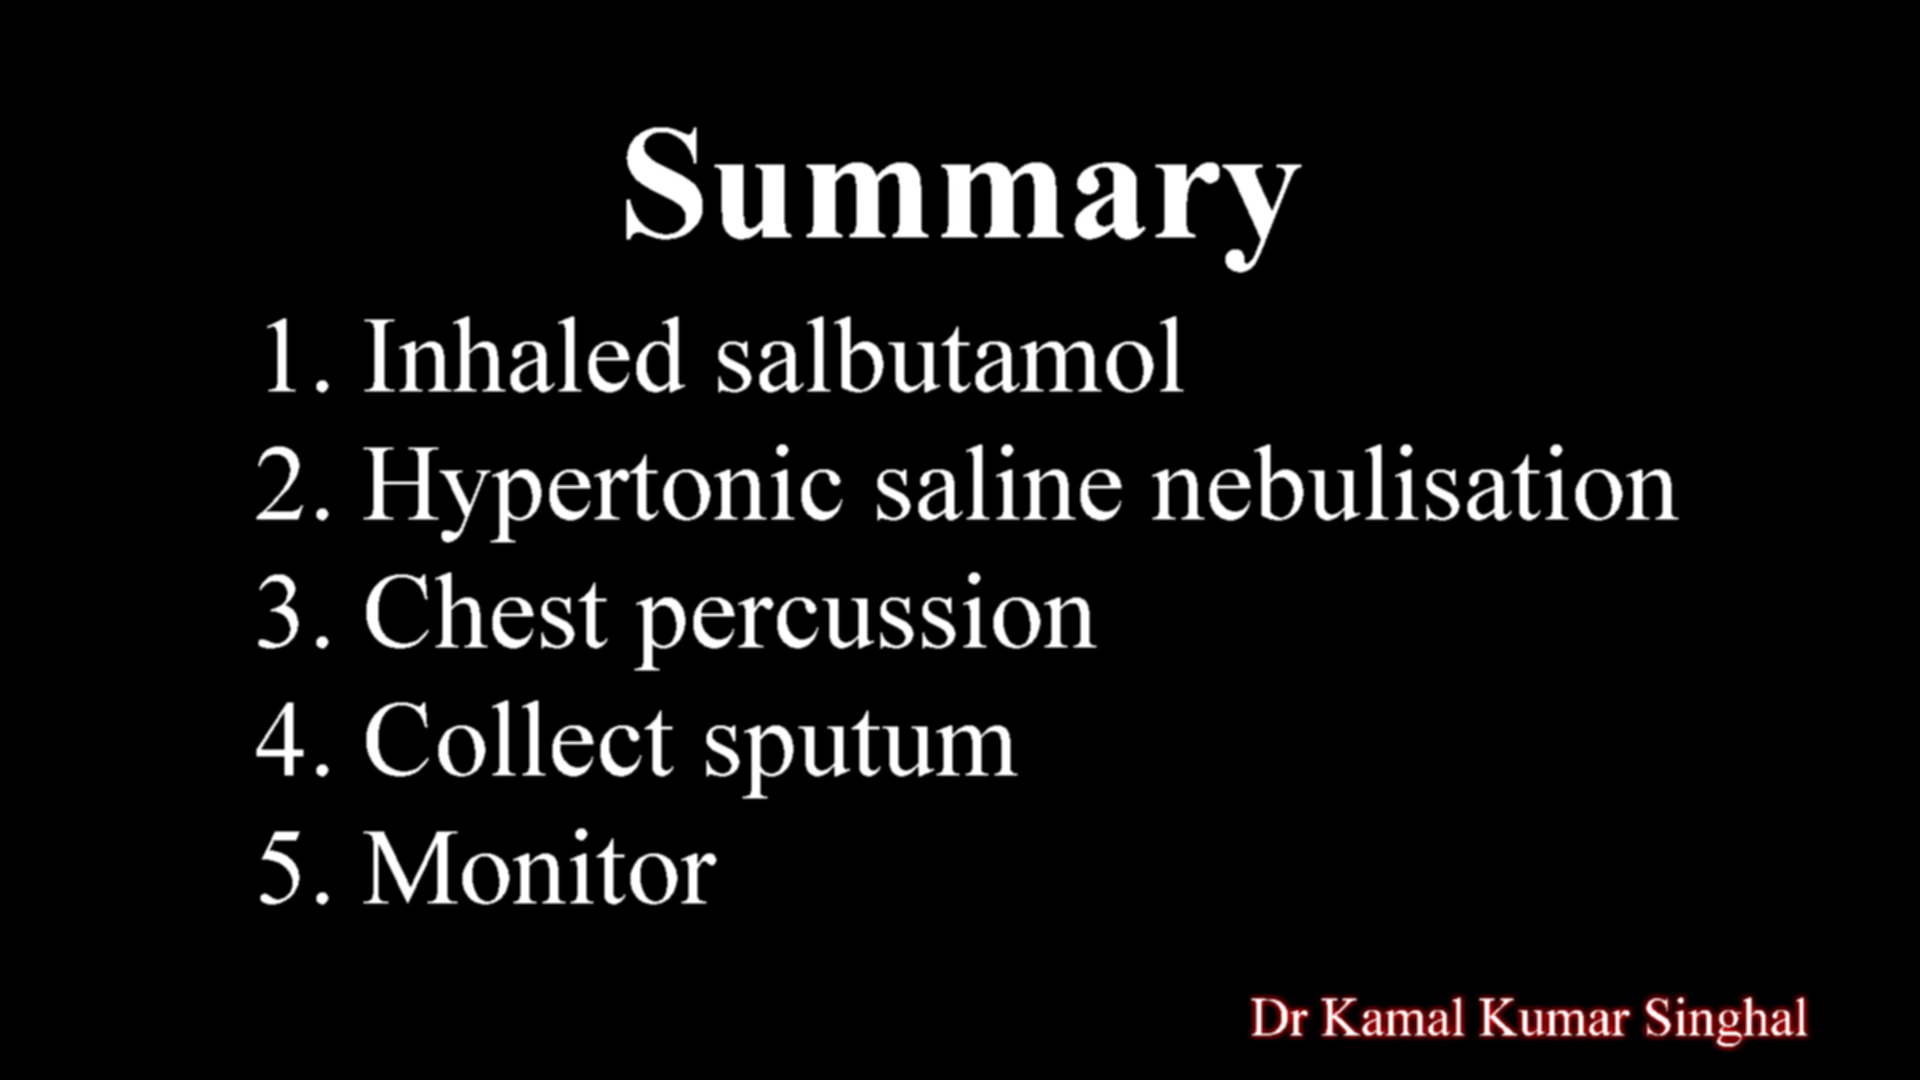 Summary
1. Inhaled salbutamol
2. Hypertonic saline nebulisation
3. Chest percussion
4. Collect sputum
5. Monitor
Dr Kamal Kumar Singhal